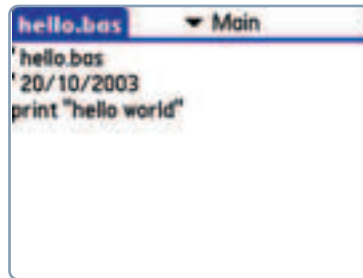 hello.bas Main
' hello.bas
' 20/10/2003
print "hello world"